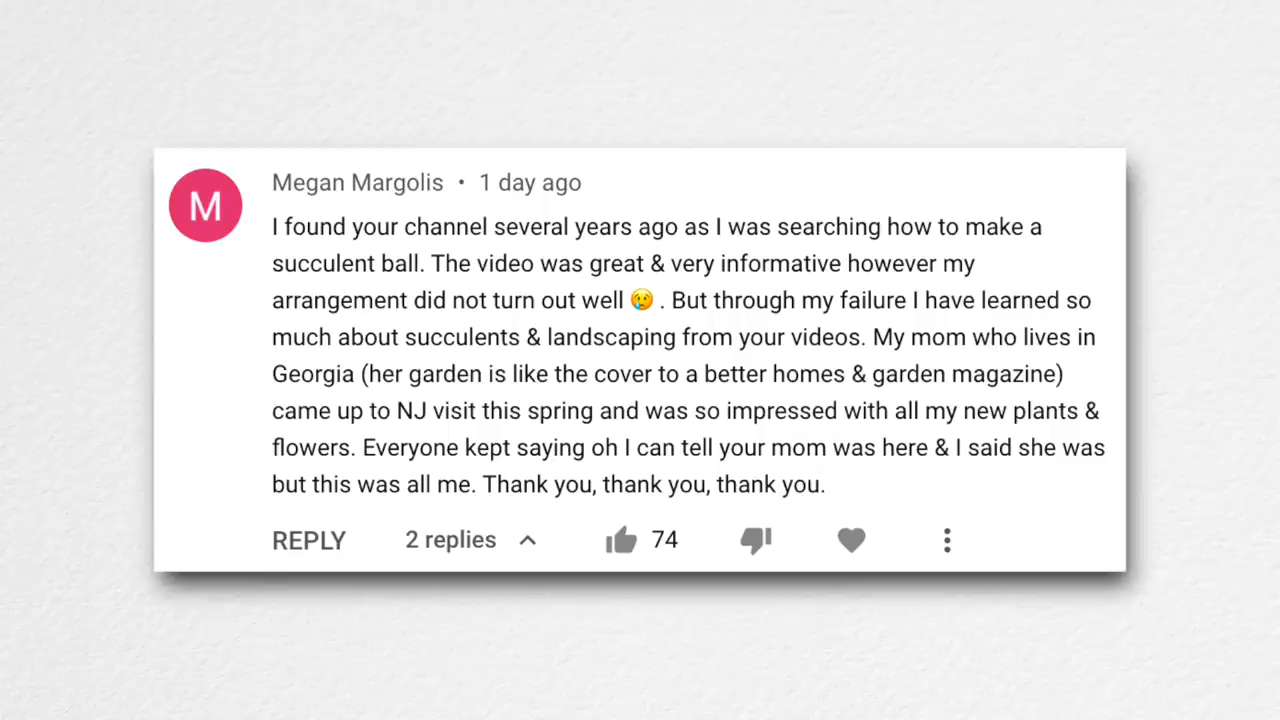 M
Megan Margolis • 1 day ago
I found your channel several years ago as I was searching how to make a
succulent ball. The video was great & very informative however my
arrangement did not turn out well 😢 . But through my failure I have learned so
much about succulents & landscaping from your videos. My mom who lives in
Georgia (her garden is like the cover to a better homes & garden magazine)
came up to NJ visit this spring and was so impressed with all my new plants &
flowers. Everyone kept saying oh I can tell your mom was here & I said she was
but this was all me. Thank you, thank you, thank you.
REPLY 2 replies 74